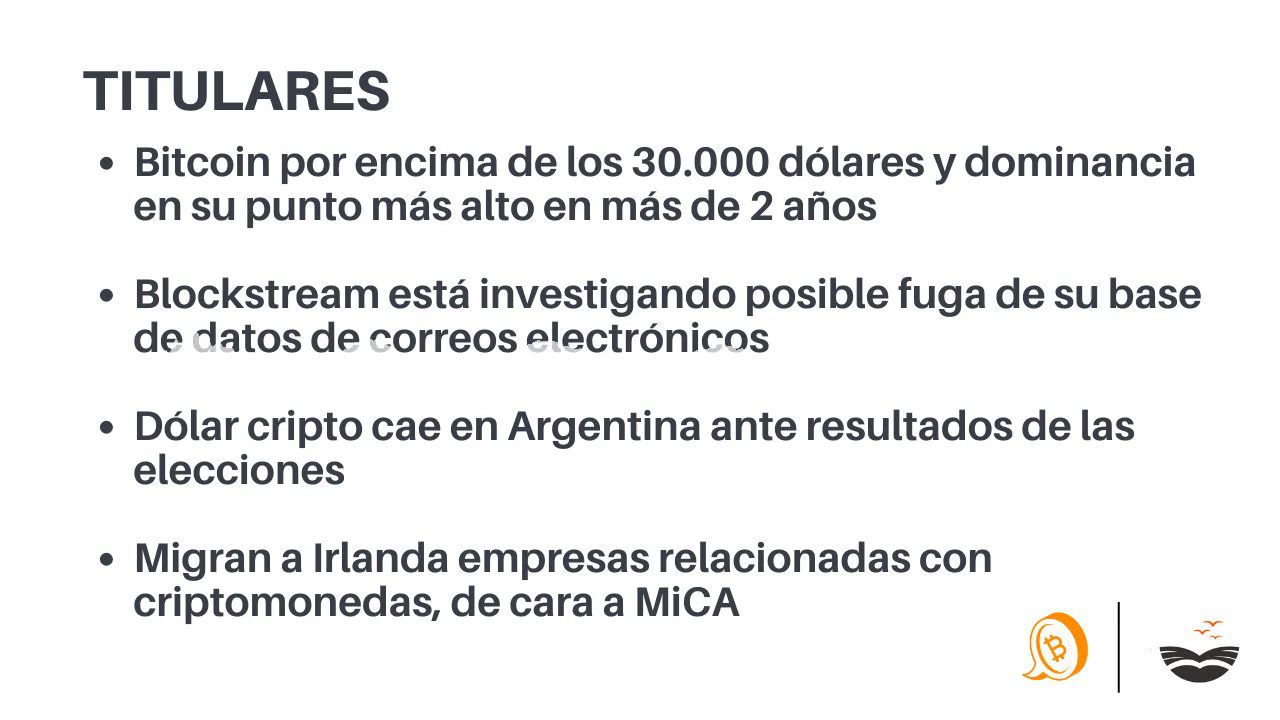 TITULARES
• Bitcoin por encima de los 30.000 dólares y dominancia
en su punto más alto en más de 2 años
• Blockstream está investigando posible fuga de su base
de datos de correos electrónicos
• Dólar cripto cae en Argentina ante resultados de las
elecciones
• Migran a Irlanda empresas relacionadas con
criptomonedas, de cara a MiCA